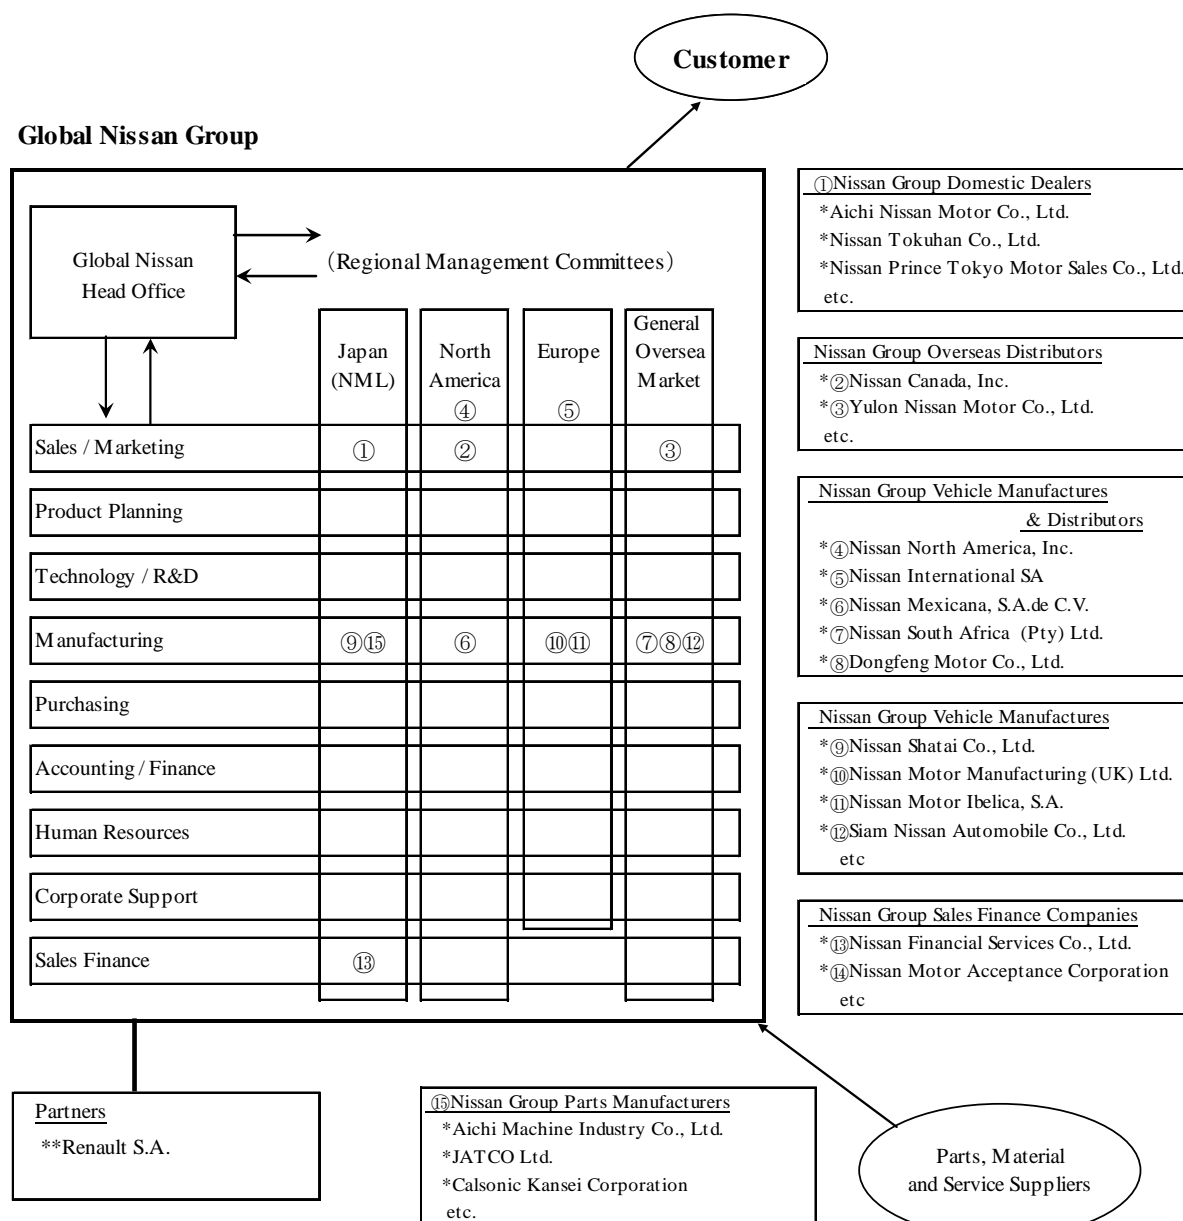 Customer
Global Nissan Group
Global Nissan
Head Office
(Regional Management Committees)
Japan
(NML)
North
America
④
Europe
⑤
General
Oversea
Market
Sales / Marketing
①
②
③
Product Planning
Technology / R&D
Manufacturing
⑨⑮
⑥
⑩⑪
⑦⑧⑫
Purchasing
Accounting / Finance
Human Resources
Corporate Support
Sales Finance
⑬
①Nissan Group Domestic Dealers
*Aichi Nissan Motor Co., Ltd.
*Nissan Tokuhan Co., Ltd.
*Nissan Prince Tokyo Motor Sales Co., Ltd.
etc.
Nissan Group Overseas Distributors
*②Nissan Canada, Inc.
*③Yulon Nissan Motor Co., Ltd.
etc.
Nissan Group Vehicle Manufactures
& Distributors
*④Nissan North America, Inc.
*⑤Nissan International SA
*⑥Nissan Mexicana, S.A.de C.V.
*⑦Nissan South Africa (Pty) Ltd.
*⑧Dongfeng Motor Co., Ltd.
Nissan Group Vehicle Manufactures
*⑨Nissan Shatai Co., Ltd.
*⑩Nissan Motor Manufacturing (UK) Ltd.
*⑪Nissan Motor Ibelica, S.A.
*⑫Siam Nissan Automobile Co., Ltd.
etc
Nissan Group Sales Finance Companies
*⑬Nissan Financial Services Co., Ltd.
*⑭Nissan Motor Acceptance Corporation
etc
Partners
**Renault S.A.
⑮Nissan Group Parts Manufacturers
*Aichi Machine Industry Co., Ltd.
*JATCO Ltd.
*Calsonic Kansei Corporation
etc.
Parts, Material
and Service Suppliers